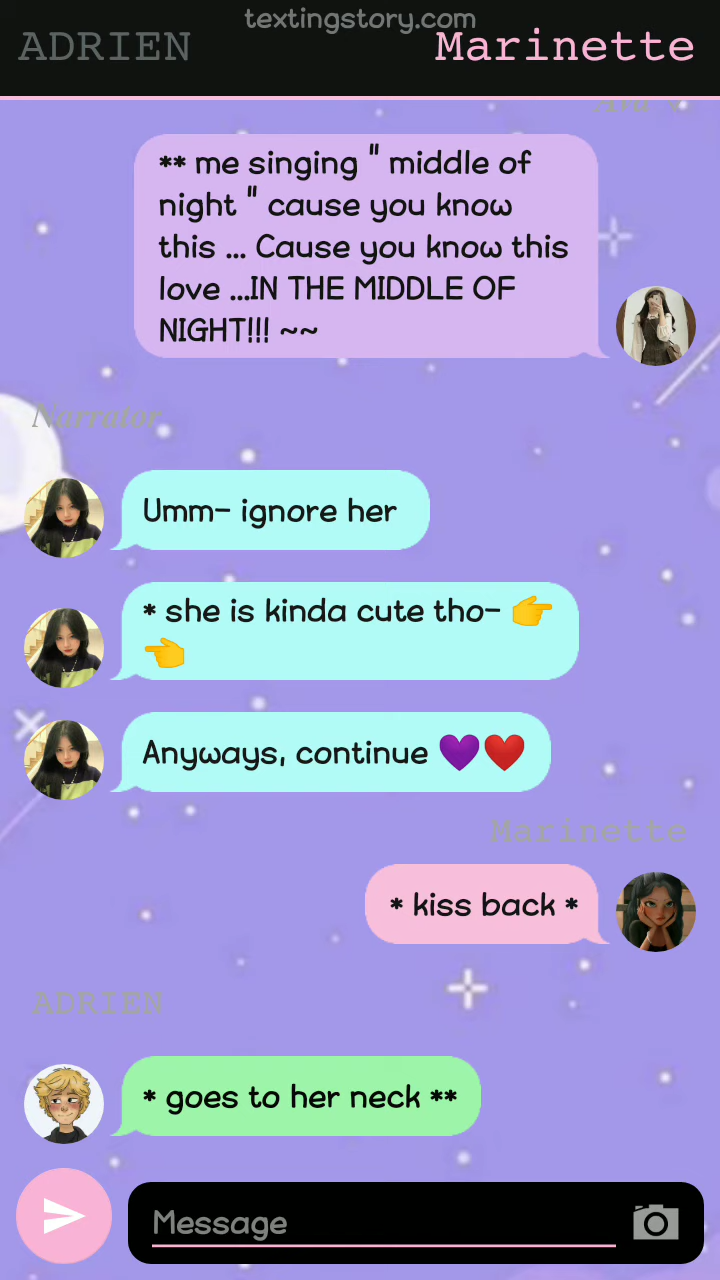 textingstory.com
ADRIEN
Marinette
** me singing " middle of
night " cause you know
this ... Cause you know this
love ...IN THE MIDDLE OF
NIGHT!!! ~~
Narrator
Umm- ignore her
* she is kinda cute tho- 👉
👈
Anyways, continue 💜❤️
Marinette
* kiss back *
ADRIEN
* goes to her neck **
Message